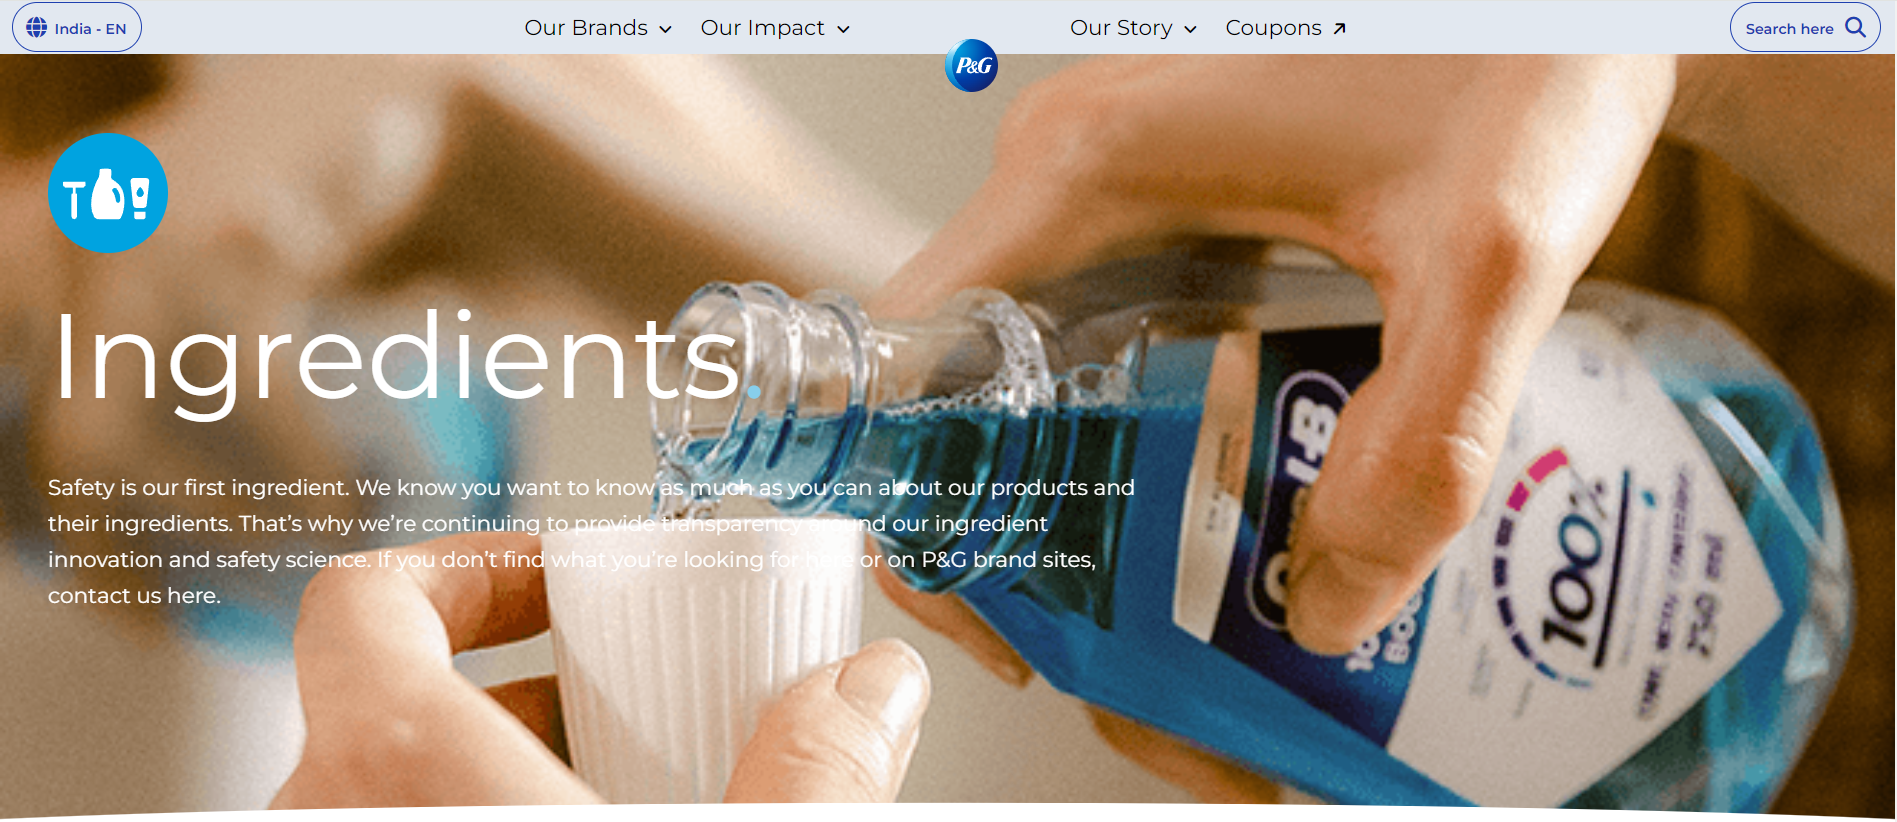 India - EN
Our Brands
Our Impact
P&G
Our Story
Coupons
Search here
Ingredients.
Safety is our first ingredient. We know you want to know as much as you can about our products and
their ingredients. That’s why we’re continuing to provide transparency around our ingredient
innovation and safety science. If you don’t find what you’re looking for here or on P&G brand sites,
contact us here.
100%
250 ml